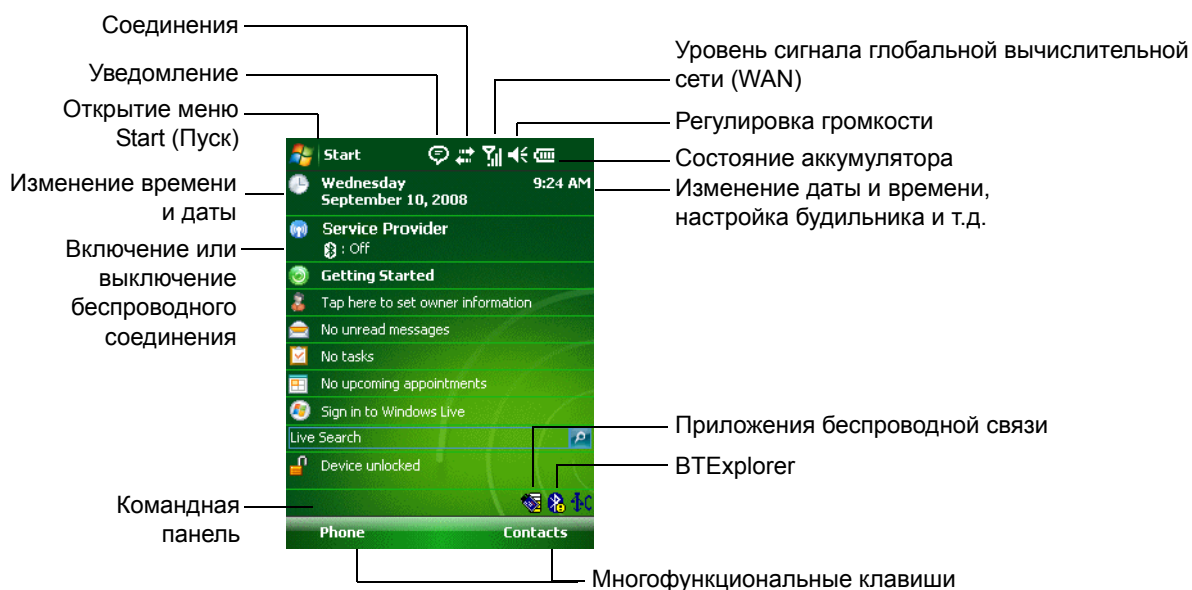 Соединения
Уведомление
Открытие меню
Start (Пуск)
Изменение времени
и даты
Включение или
выключение
беспроводного
соединения
Командная
панель
Start
Wednesday
9:24 AM
September 10, 2008
Service Provider
: Off
Getting Started
Tap here to set owner information
No unread messages
No tasks
No upcoming appointments
Sign in to Windows Live
Live Search
Device unlocked
Phone
Contacts
Уровень сигнала глобальной вычислительной
сети (WAN)
Регулировка громкости
Состояние аккумулятора
Изменение даты и времени,
настройка будильника и т.д.
Приложения беспроводной связи
BTExplorer
Многофункциональные клавиши